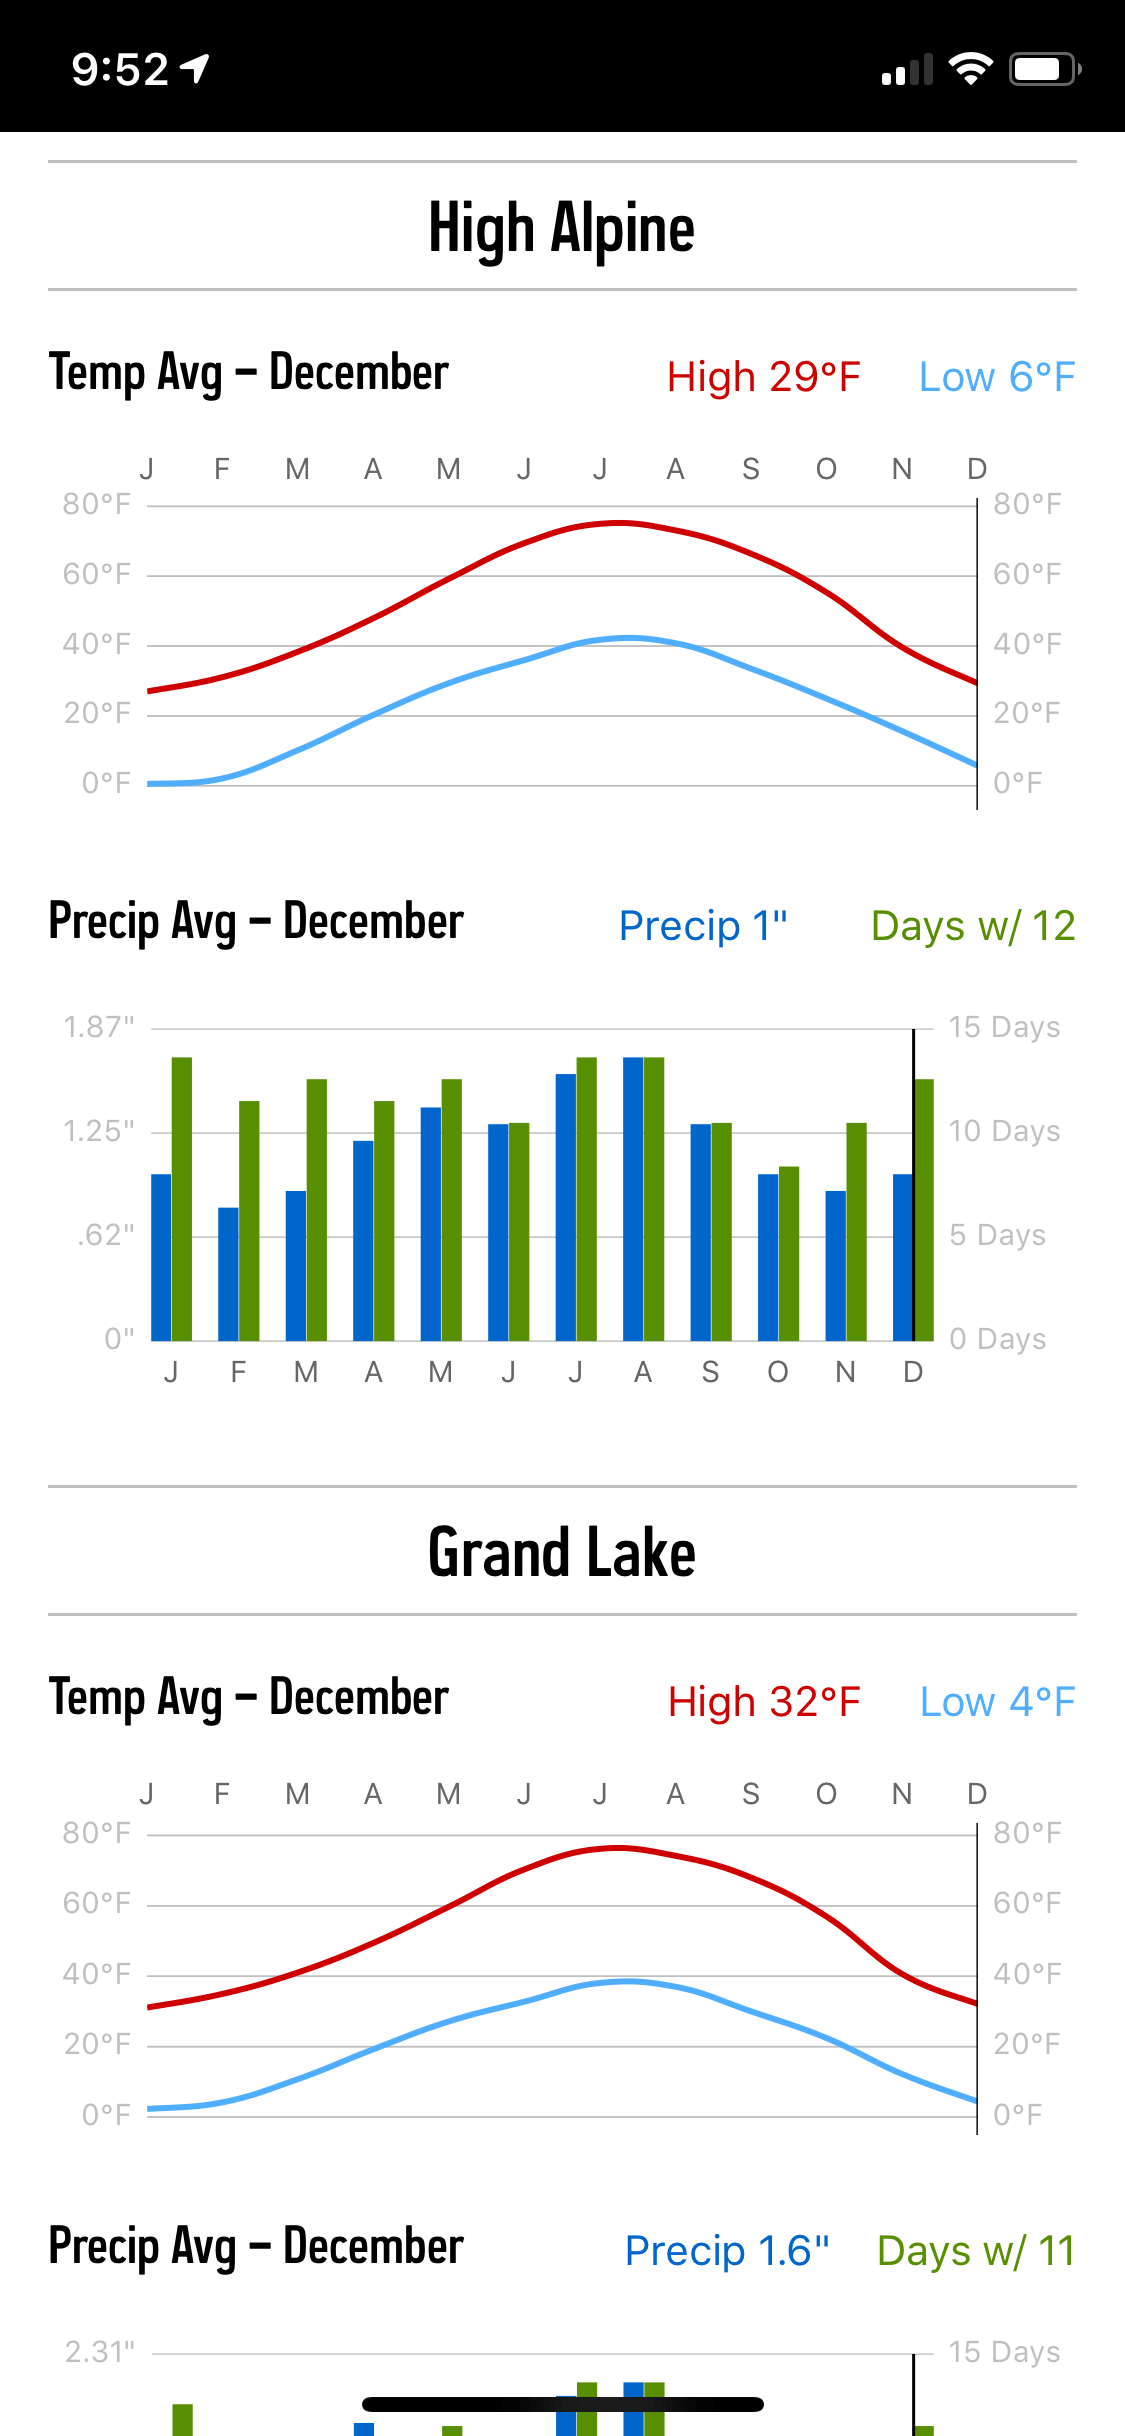 9:52
High Alpine
Temp Avg – December High 29°F Low 6°F
J F M A M J J A S O N D
80°F 80°F
60°F 60°F
40°F 40°F
20°F 20°F
0°F 0°F
Precip Avg – December Precip 1" Days w/ 12
1.87" 15 Days
1.25" 10 Days
.62" 5 Days
0" 0 Days
J F M A M J J A S O N D
Grand Lake
Temp Avg – December High 32°F Low 4°F
J F M A M J J A S O N D
80°F 80°F
60°F 60°F
40°F 40°F
20°F 20°F
0°F 0°F
Precip Avg – December Precip 1.6" Days w/ 11
2.31" 15 Days